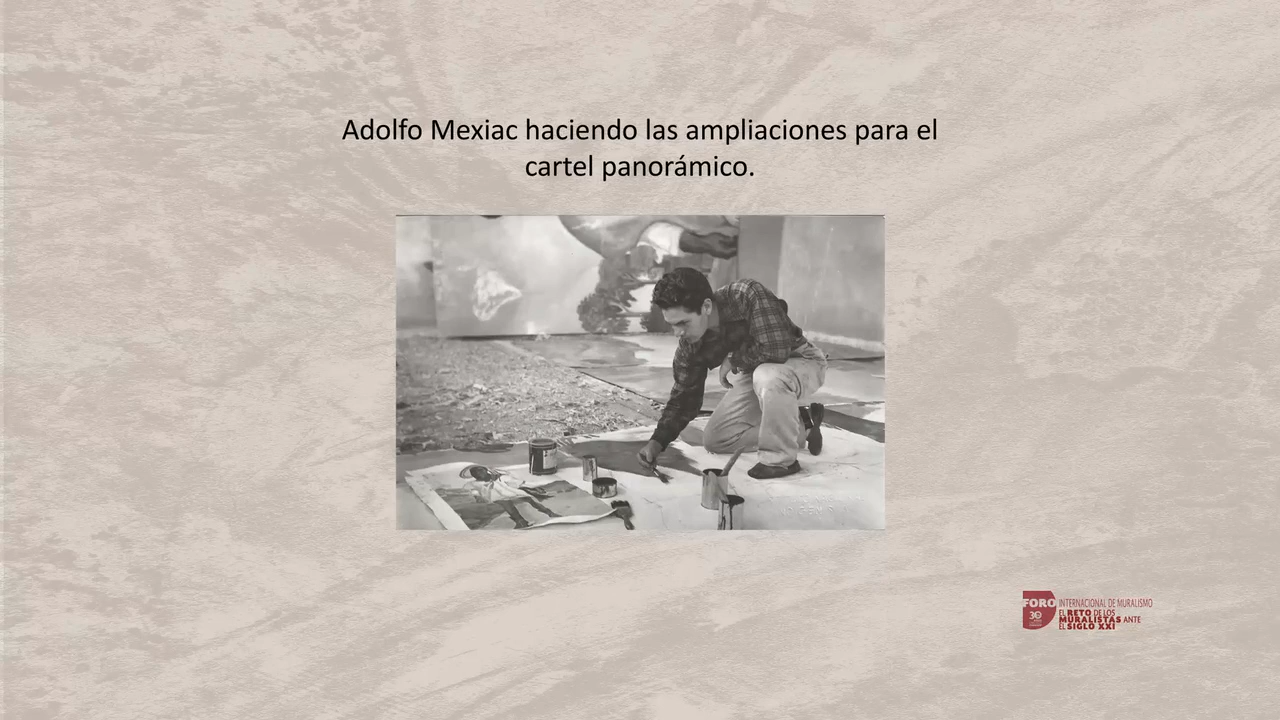 Adolfo Mexiac haciendo las ampliaciones para el
cartel panorámico.
FORO
30
INTERNACIONAL DE MURALISMO
EL RETO DE LOS
MURALISTAS ANTE
EL SIGLO XXI